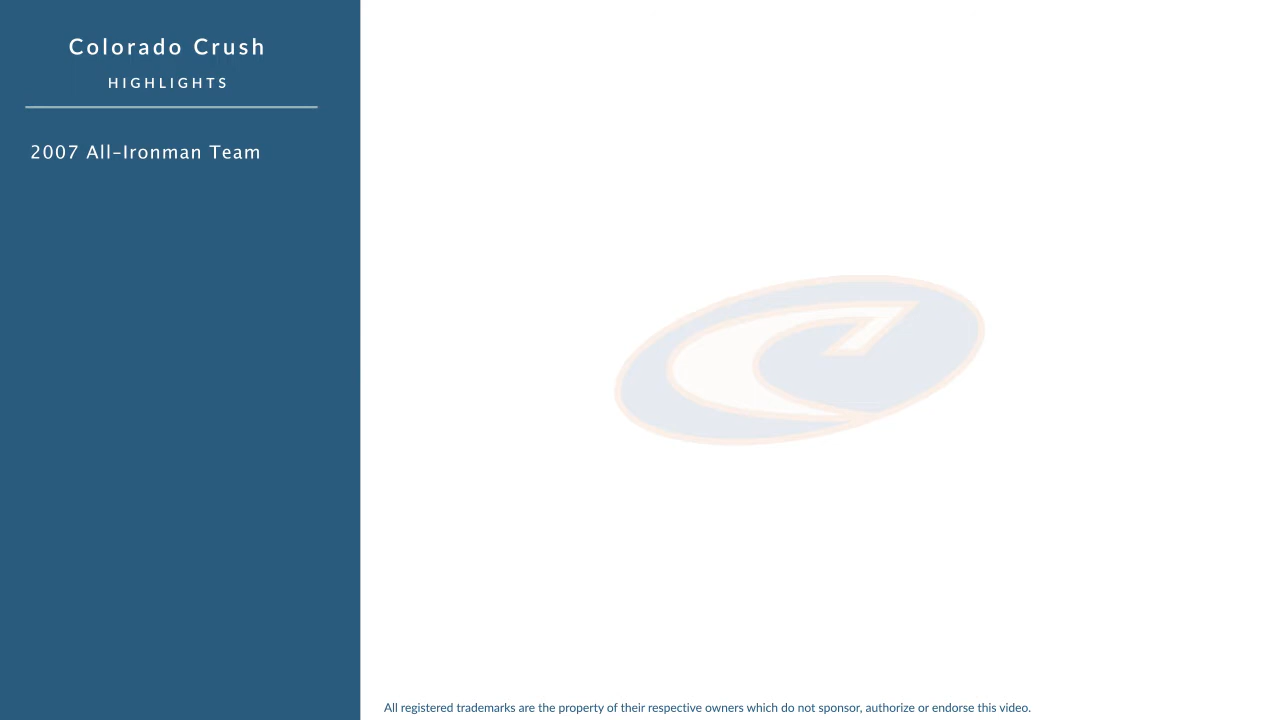 Colorado Crush
HIGHLIGHTS
2007 All-Ironman Team
All registered trademarks are the property of their respective owners which do not sponsor, authorize or endorse this video.